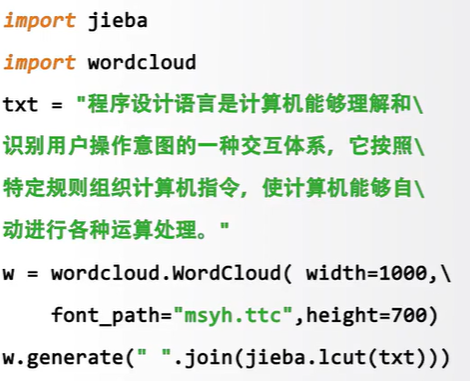 import jieba
import wordcloud
txt = "程序设计语言是计算机能够理解和\
识别用户操作意图的一种交互体系，它按照\
特定规则组织计算机指令，使计算机能够自\
动进行各种运算处理。"
w = wordcloud.WordCloud( width=1000,\
    font_path="msyh.ttc",height=700)
w.generate(" ".join(jieba.lcut(txt)))